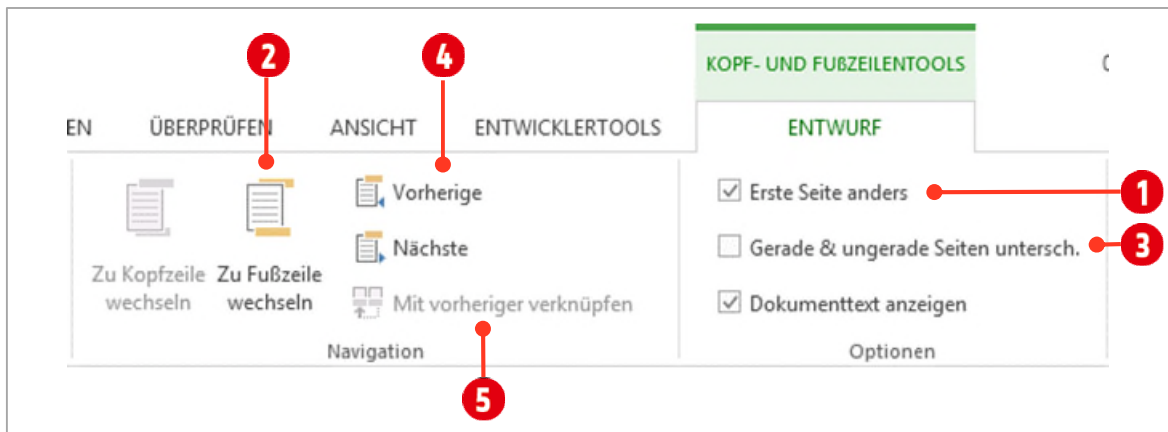 2
4
KOPF- UND FUßZEILENTOOLS
EN ÜBERPRÜFEN ANSICHT ENTWICKLERTOOLS ENTWURF
Zu Kopfzeile
wechseln
Zu Fußzeile
wechseln
Vorherige
Nächste
Mit vorheriger verknüpfen
Navigation
5
Erste Seite anders
1
Gerade & ungerade Seiten untersch.
3
Dokumenttext anzeigen
Optionen